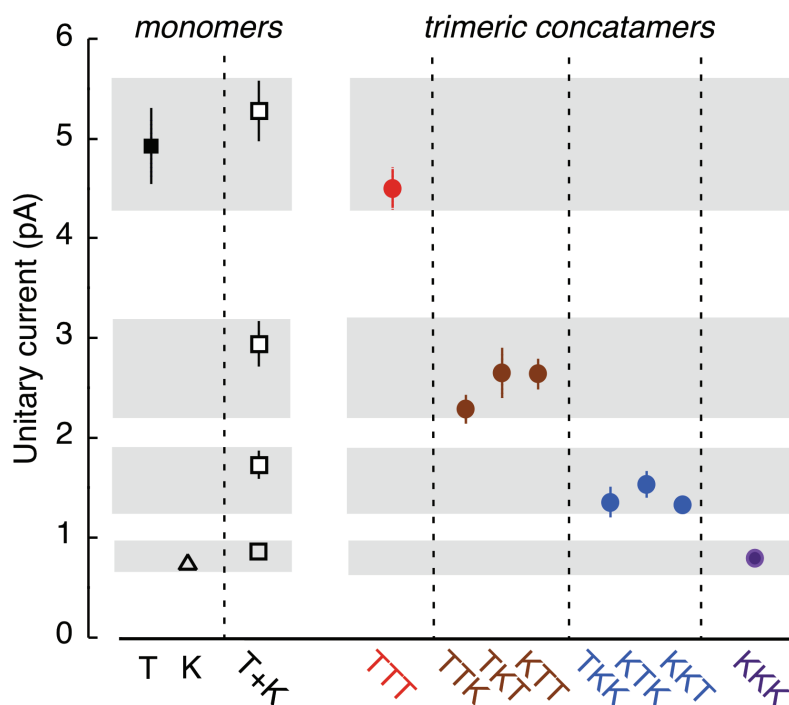 monomers
trimeric concatamers
Unitary current (pA)
6
5
4
3
2
1
0
T
K
T+K
TTT
TTK
TKT
KTT
TKK
KTK
KKT
KKK